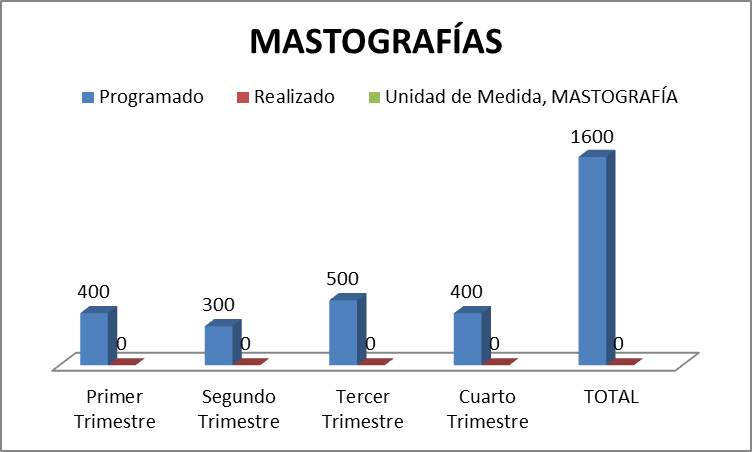 MASTOGRAFÍAS
Programado Realizado Unidad de Medida, MASTOGRAFÍA
1600
500
400
400
300
0 0 0 0 0
Primer Segundo Tercer Cuarto TOTAL
Trimestre Trimestre Trimestre Trimestre